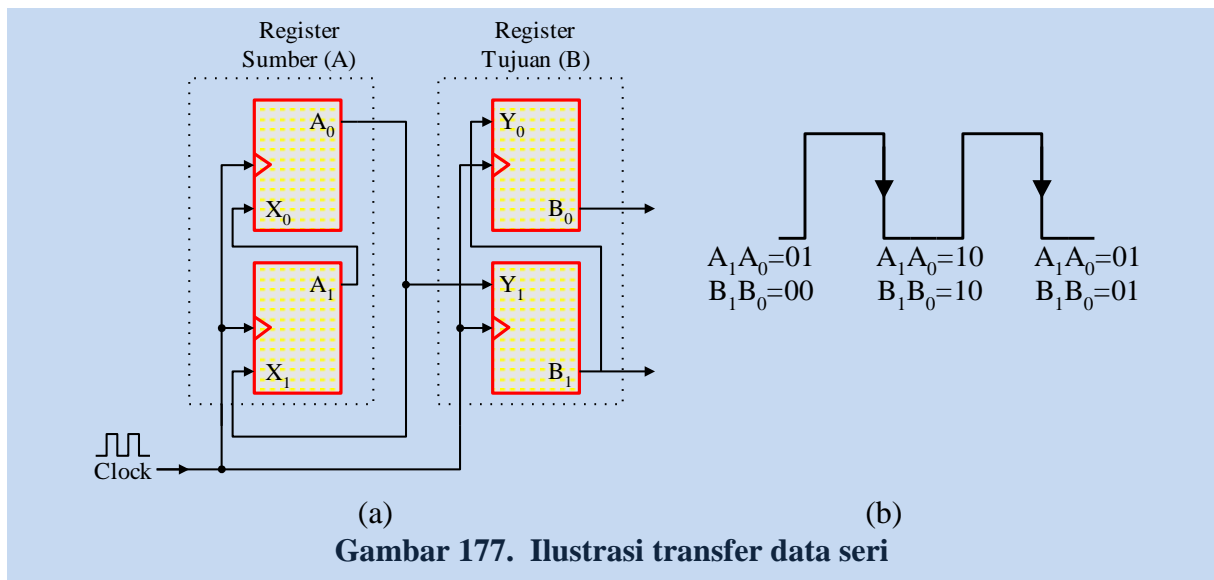 Register
Sumber (A)
Register
Tujuan (B)
A₀
X₀
A₁
X₁
Y₀
B₀
Y₁
B₁
Clock
A₁A₀=01
B₁B₀=00
A₁A₀=10
B₁B₀=10
A₁A₀=01
B₁B₀=01
(a)
(b)
Gambar 177. Ilustrasi transfer data seri